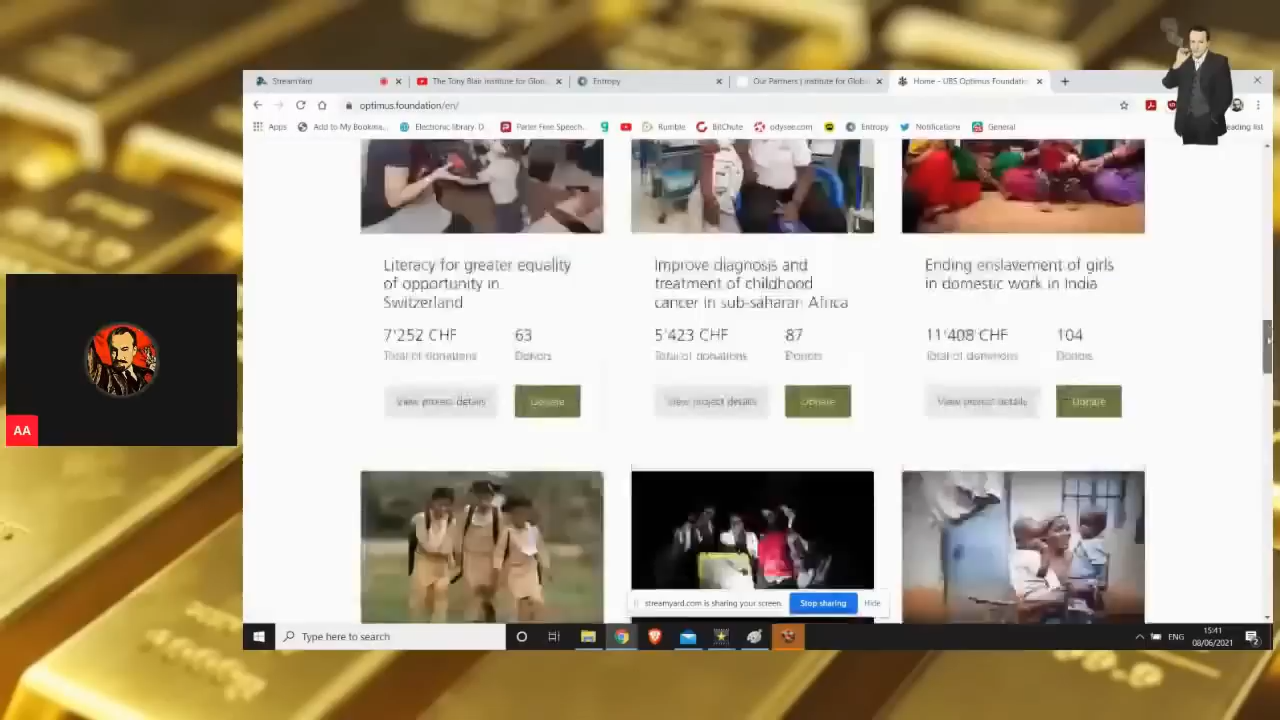 StreamYard
The Tony Blair Institute for Glob
Entropy
Our Partners | Institute for Glob
Home - UBS Optimus Foundation
optimus.foundation/en/
Apps
Add to My Bookma...
Electronic library. D
Parler Free Speech...
Rumble
BitChute
odysee.com
Entropy
Notifications
General
eading list
Literacy for greater equality
of opportunity in
Switzerland
7'252 CHF 63
Total of donations Donors
View project details Donate
Improve diagnosis and
treatment of childhood
cancer in sub-saharan Africa
5'423 CHF 87
Total of donations Donors
View project details Donate
Ending enslavement of girls
in domestic work in India
11'408 CHF 104
Total of donations Donors
View project details Donate
AA
streamyard.com is sharing your screen.
Stop sharing
Hide
Type here to search
ENG
15:41
08/06/2021
2